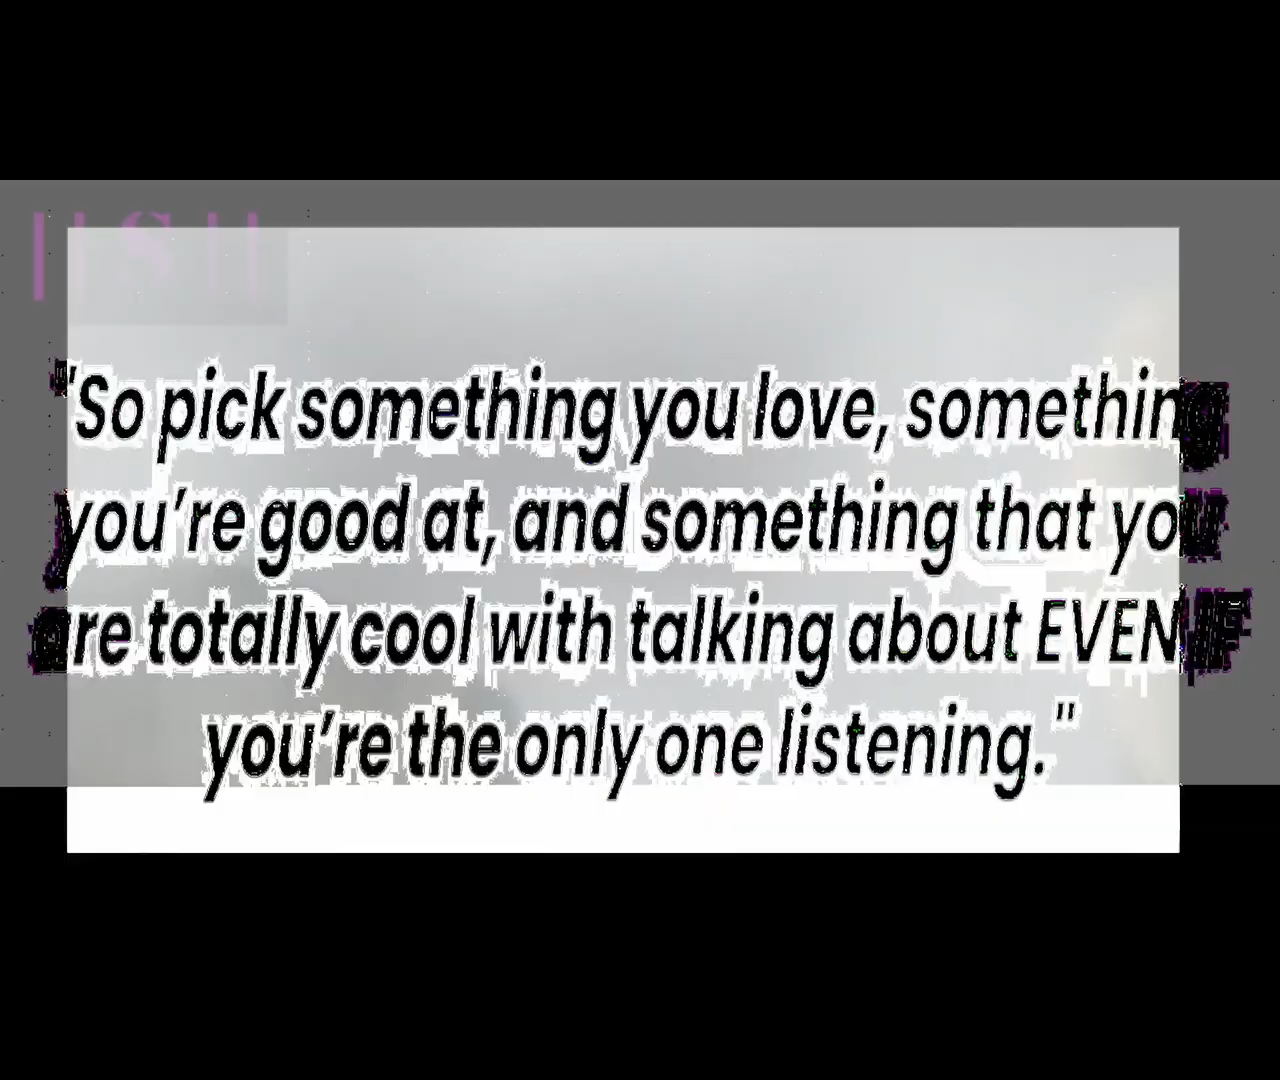 "So pick something you love, something
you're good at, and something that you
are totally cool with talking about EVEN IF
you're the only one listening."